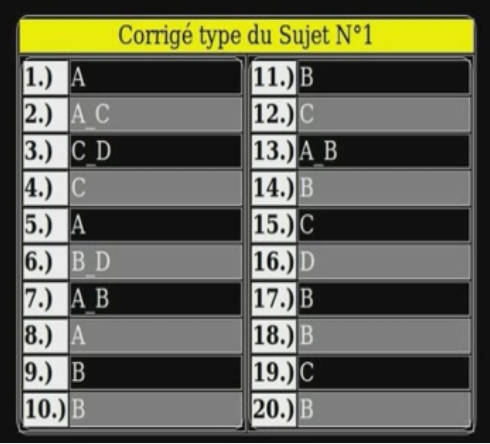 Corrigé type du Sujet N°1
1.) A
2.) A_C
3.) C_D
4.) C
5.) A
6.) B_D
7.) A_B
8.) A
9.) B
10.) B
11.) B
12.) C
13.) A_B
14.) B
15.) C
16.) D
17.) B
18.) B
19.) C
20.) B